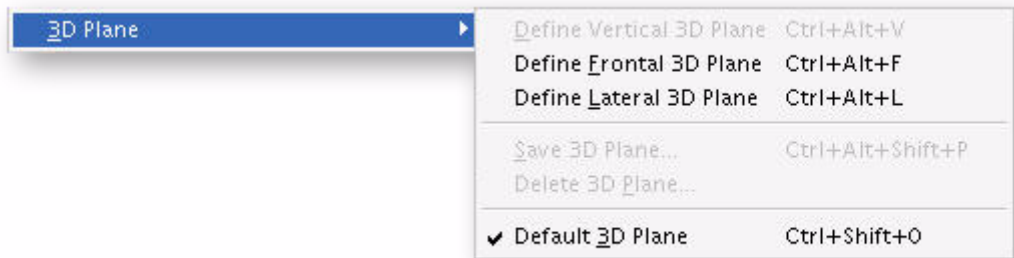 3D Plane
Define Vertical 3D Plane Ctrl+Alt+V
Define Frontal 3D Plane Ctrl+Alt+F
Define Lateral 3D Plane Ctrl+Alt+L
Save 3D Plane... Ctrl+Alt+Shift+P
Delete 3D Plane...
Default 3D Plane Ctrl+Shift+O